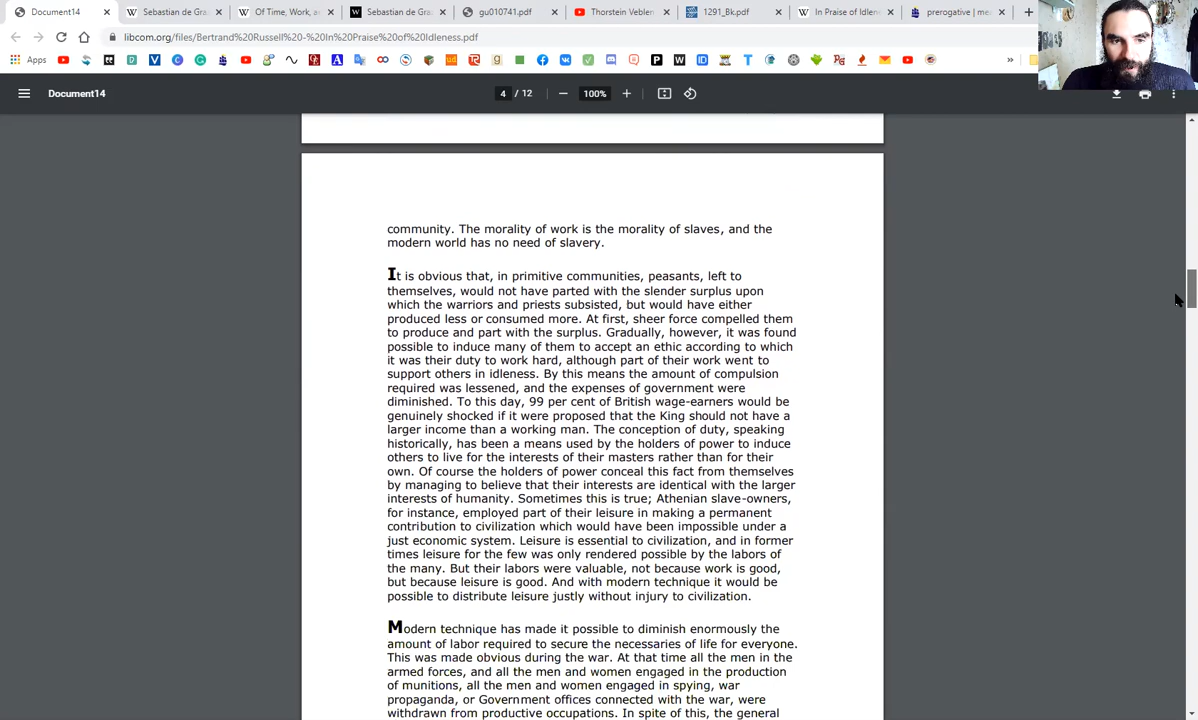 Document14
Sebastian de Gra
Of Time, Work, an
Sebastian de Gra
gu010741.pdf
Thorstein Veblen
1291_Bk.pdf
In Praise of Idlen
prerogative | me
libcom.org/files/Bertrand%20Russell%20-%20In%20Praise%20of%20Idleness.pdf
Apps
Document14
4 / 12
100%
community. The morality of work is the morality of slaves, and the
modern world has no need of slavery.
It is obvious that, in primitive communities, peasants, left to
themselves, would not have parted with the slender surplus upon
which the warriors and priests subsisted, but would have either
produced less or consumed more. At first, sheer force compelled them
to produce and part with the surplus. Gradually, however, it was found
possible to induce many of them to accept an ethic according to which
it was their duty to work hard, although part of their work went to
support others in idleness. By this means the amount of compulsion
required was lessened, and the expenses of government were
diminished. To this day, 99 per cent of British wage-earners would be
genuinely shocked if it were proposed that the King should not have a
larger income than a working man. The conception of duty, speaking
historically, has been a means used by the holders of power to induce
others to live for the interests of their masters rather than for their
own. Of course the holders of power conceal this fact from themselves
by managing to believe that their interests are identical with the larger
interests of humanity. Sometimes this is true; Athenian slave-owners,
for instance, employed part of their leisure in making a permanent
contribution to civilization which would have been impossible under a
just economic system. Leisure is essential to civilization, and in former
times leisure for the few was only rendered possible by the labors of
the many. But their labors were valuable, not because work is good,
but because leisure is good. And with modern technique it would be
possible to distribute leisure justly without injury to civilization.
Modern technique has made it possible to diminish enormously the
amount of labor required to secure the necessaries of life for everyone.
This was made obvious during the war. At that time all the men in the
armed forces, and all the men and women engaged in the production
of munitions, all the men and women engaged in spying, war
propaganda, or Government offices connected with the war, were
withdrawn from productive occupations. In spite of this, the general